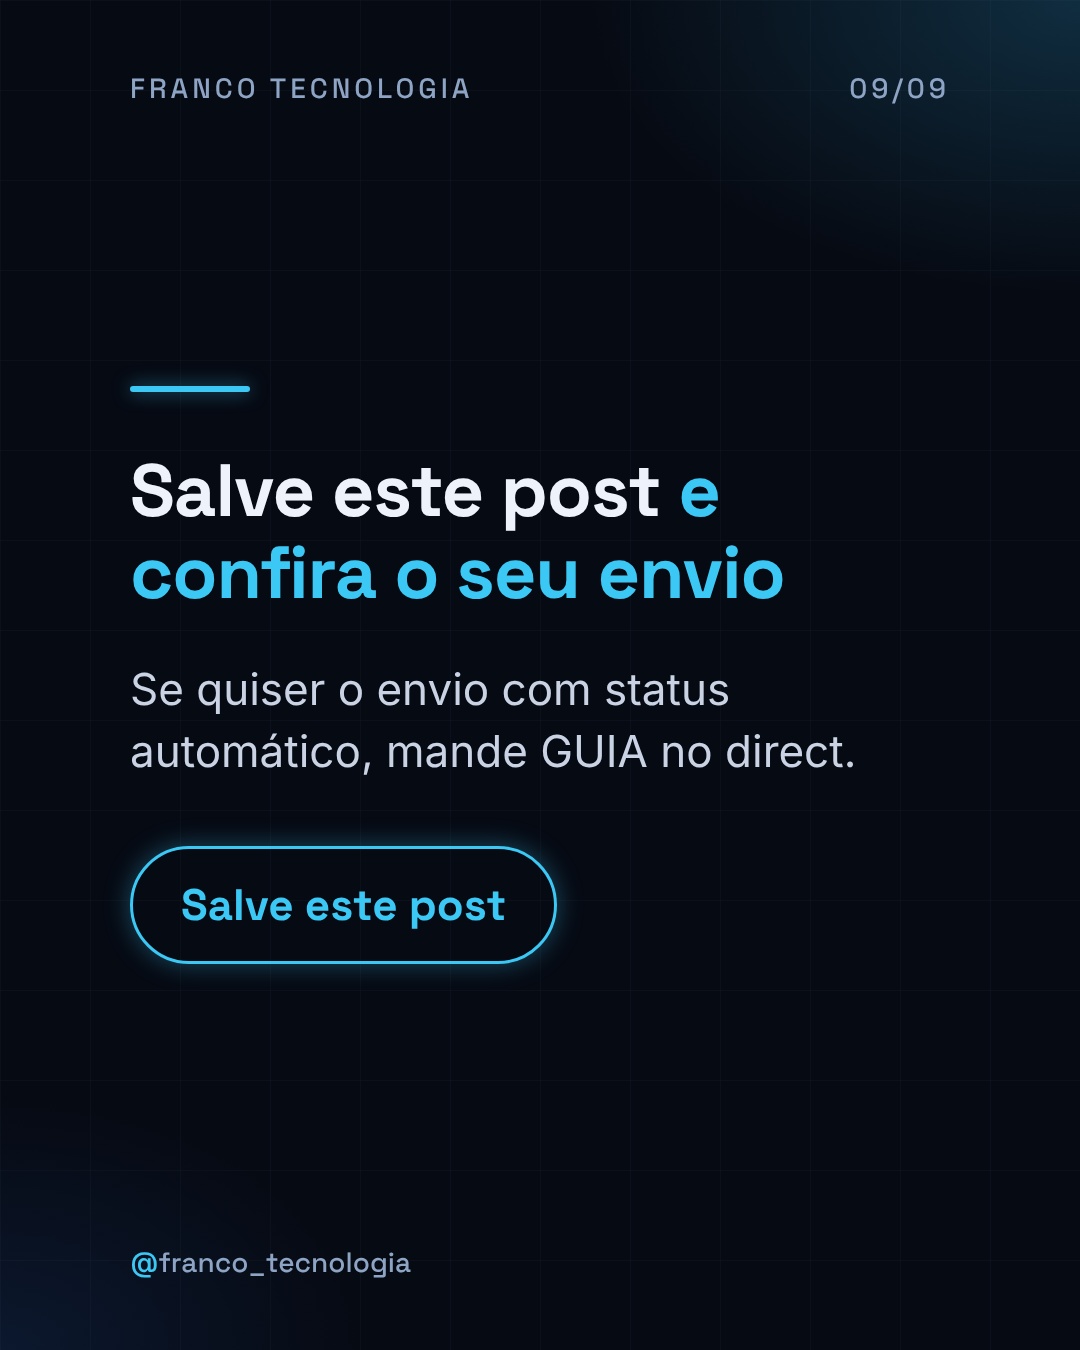 FRANCO TECNOLOGIA
09/09
Salve este post e
confira o seu envio
Se quiser o envio com status
automático, mande GUIA no direct.
Salve este post
@franco_tecnologia